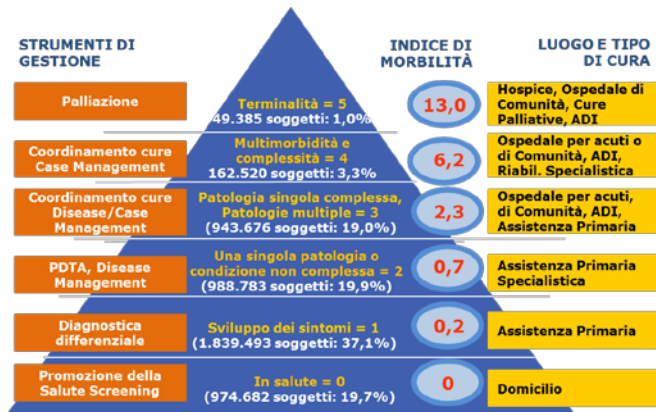 STRUMENTI DI
GESTIONE
INDICE DI
MORBILITÀ
LUOGO E TIPO
DI CURA
Palliazione
Terminalità = 5
49.385 soggetti: 1,0%)
13,0
Hospice, Ospedale di
Comunità, Cure
Palliative, ADI
Coordinamento cure
Case Management
Multimorbidità e
complessità = 4
162.520 soggetti: 3,3%)
6,2
Ospedale per acuti o
di Comunità, ADI,
Riabil. Specialistica
Coordinamento cure
Disease/Case
Management
Patologia singola complessa,
Patologie multiple = 3
(943.676 soggetti: 19,0%)
2,3
Ospedale per acuti,
di Comunità, ADI,
Assistenza Primaria
PDTA, Disease
Management
Una singola patologia o
condizione non complessa = 2
(988.783 soggetti: 19,9%)
0,7
Assistenza Primaria
Specialistica
Diagnostica
differenziale
Sviluppo dei sintomi = 1
(1.839.493 soggetti: 37,1%)
0,2
Assistenza Primaria
Promozione della
Salute Screening
In salute = 0
(974.682 soggetti: 19,7%)
0
Domicilio